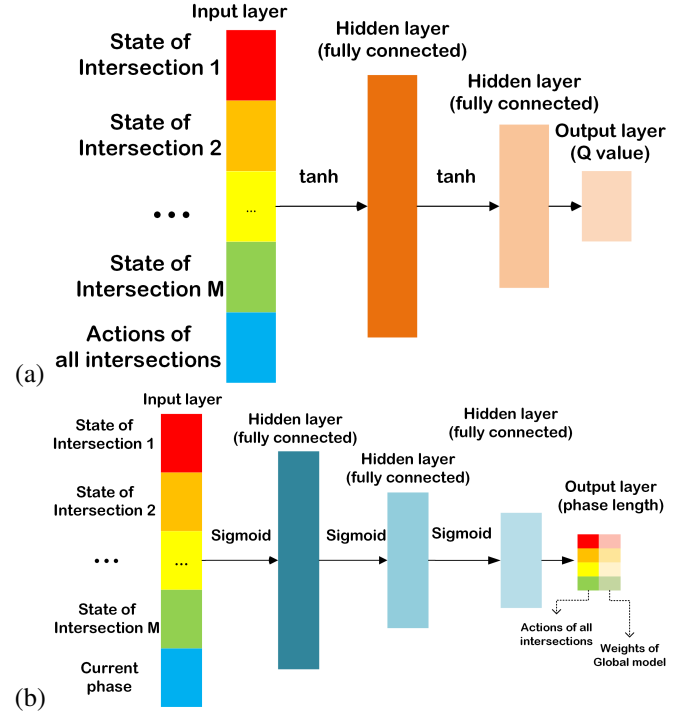 Input layer
State of
Intersection 1
State of
Intersection 2
...
State of
Intersection M
Actions of
all intersections
...
tanh
Hidden layer
(fully connected)
tanh
Hidden layer
(fully connected)
Output layer
(Q value)
(a)
Input layer
State of
Intersection 1
State of
Intersection 2
...
State of
Intersection M
Current
phase
...
Sigmoid
Hidden layer
(fully connected)
Sigmoid
Hidden layer
(fully connected)
Sigmoid
Hidden layer
(fully connected)
Output layer
(phase length)
Actions of all
intersections
Weights of
Global model
(b)